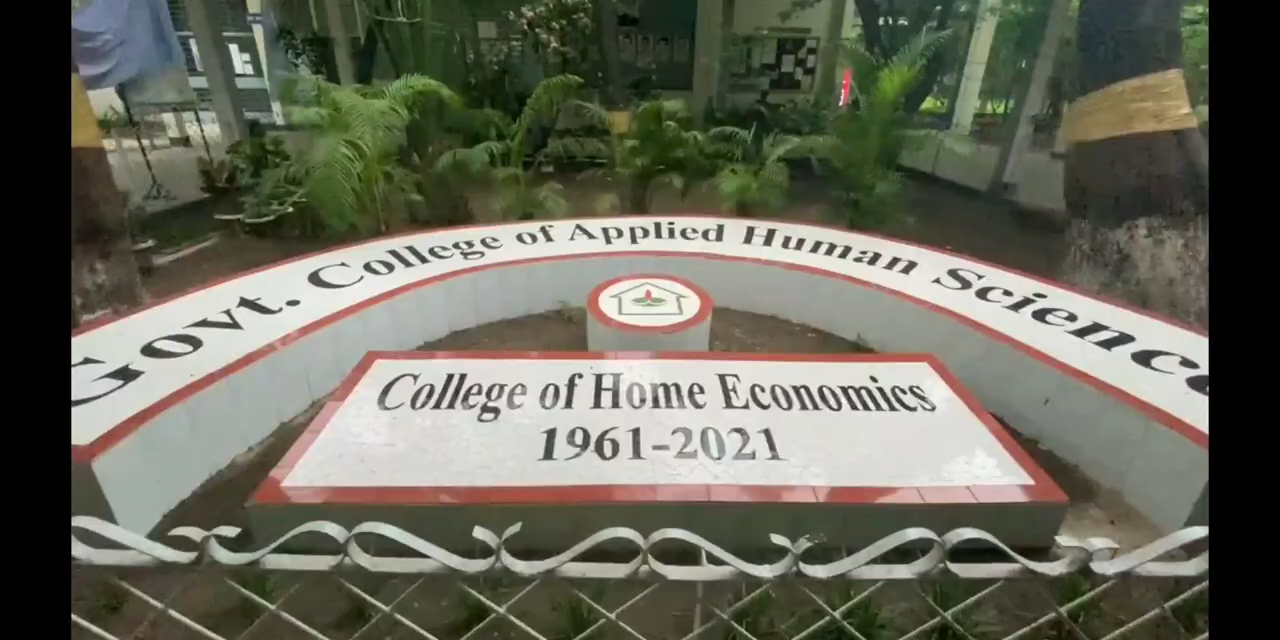 Govt. College of Applied Human Science
College of Home Economics
1961-2021